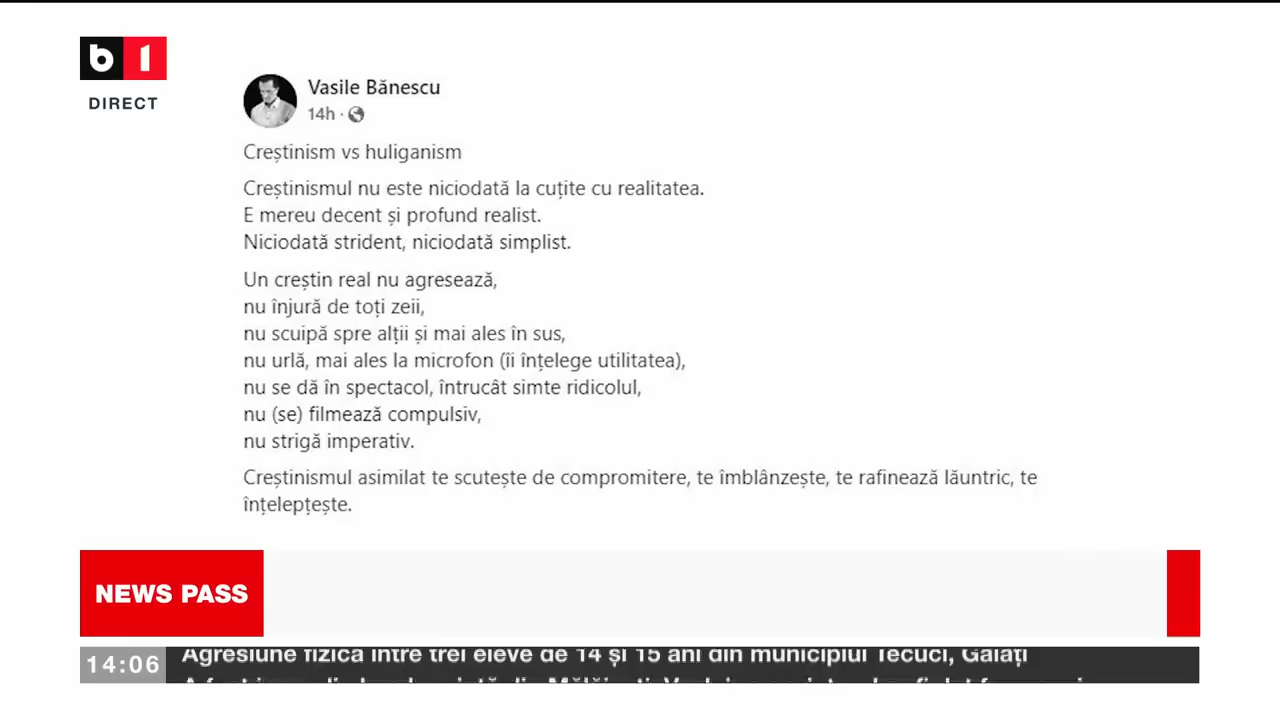 b1
DIRECT
Vasile Bănescu
14h ·
Creștinism vs huliganism
Creștinismul nu este niciodată la cuțite cu realitatea.
E mereu decent și profund realist.
Niciodată strident, niciodată simplist.
Un creștin real nu agresează,
nu înjură de toți zeii,
nu scuipă spre alții și mai ales în sus,
nu urlă, mai ales la microfon (îi înțelege utilitatea),
nu se dă în spectacol, întrucât simte ridicolul,
nu (se) filmează compulsiv,
nu strigă imperativ.
Creștinismul asimilat te scutește de compromitere, te îmblânzește, te rafinează lăuntric, te
înțelepțește.
NEWS PASS
14:06
Agresiune fizică între trei eleve de 14 și 15 ani din municipiul Tecuci, Galați